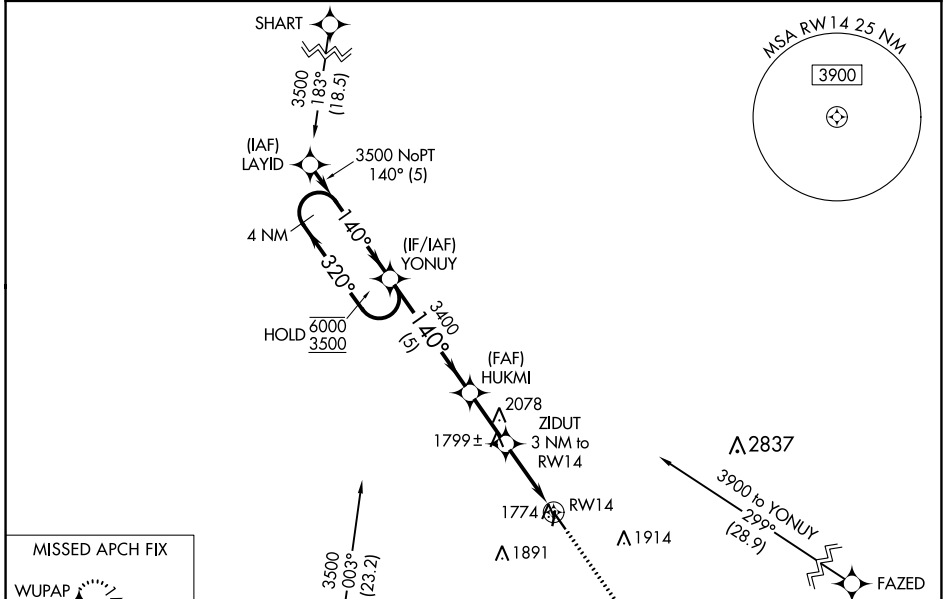 SHART
3500
183°
(18.5)
MSA RW14 25 NM
3900
(IAF)
LAYID
3500 NoPT
140° (5)
4 NM
140°
320°
(IF/IAF)
YONUY
HOLD 6000
3500
3400
140°
(5)
(FAF)
HUKMI
2078
1799±
ZIDUT
3 NM to
RW14
2837
3900 to YONUY
299°
(28.9)
1774
RW14
1891
1914
3500
003°
(23.2)
FAZED
MISSED APCH FIX
WUPAP